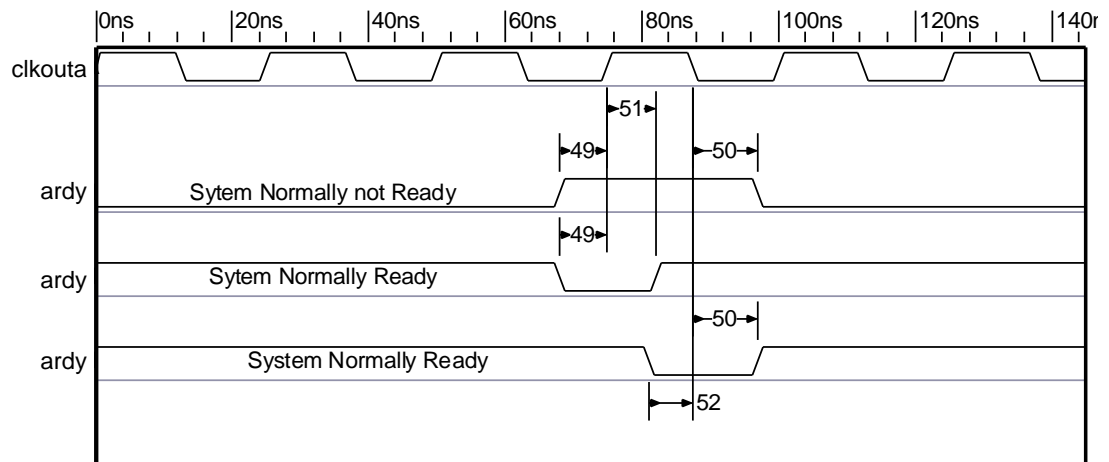 0ns 20ns 40ns 60ns 80ns 100ns 120ns 140n
clkouta
51
49 50
ardy Sytem Normally not Ready
49
ardy Sytem Normally Ready
50
ardy System Normally Ready
52